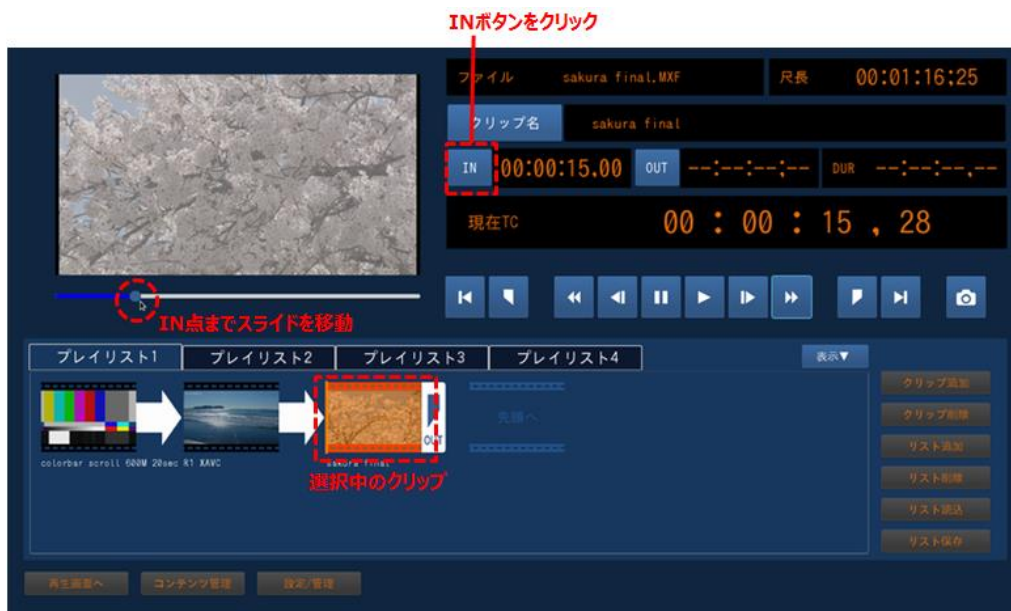 INボタンをクリック
ファイル sakura final.MXF 尺長 00:01:16;25
クリップ名 sakura final
IN 00:00:15.00 OUT --:--:--;-- DUR --:--:--.--
現在TC 00 : 00 : 15 , 28
IN点までスライドを移動
プレイリスト1 プレイリスト2 プレイリスト3 プレイリスト4 表示▼
クリップ追加
先頭へ
クリップ削除
OUT
リスト追加
colorbar scroll 600M 20sec R1 XAVC sakura final
選択中のクリップ
リスト削除
リスト読込
リスト保存
再生画面へ コンテンツ管理 設定/管理